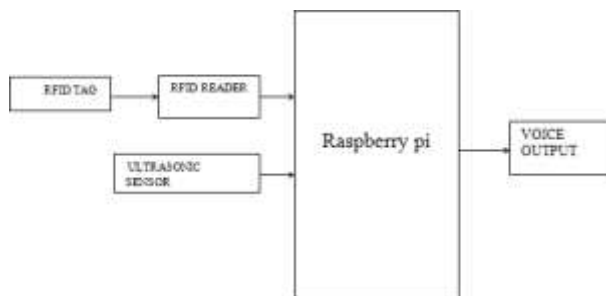 RFID TAG
RFID READER
Raspberry pi
VOICE
OUTPUT
ULTRASONIC
SENSOR